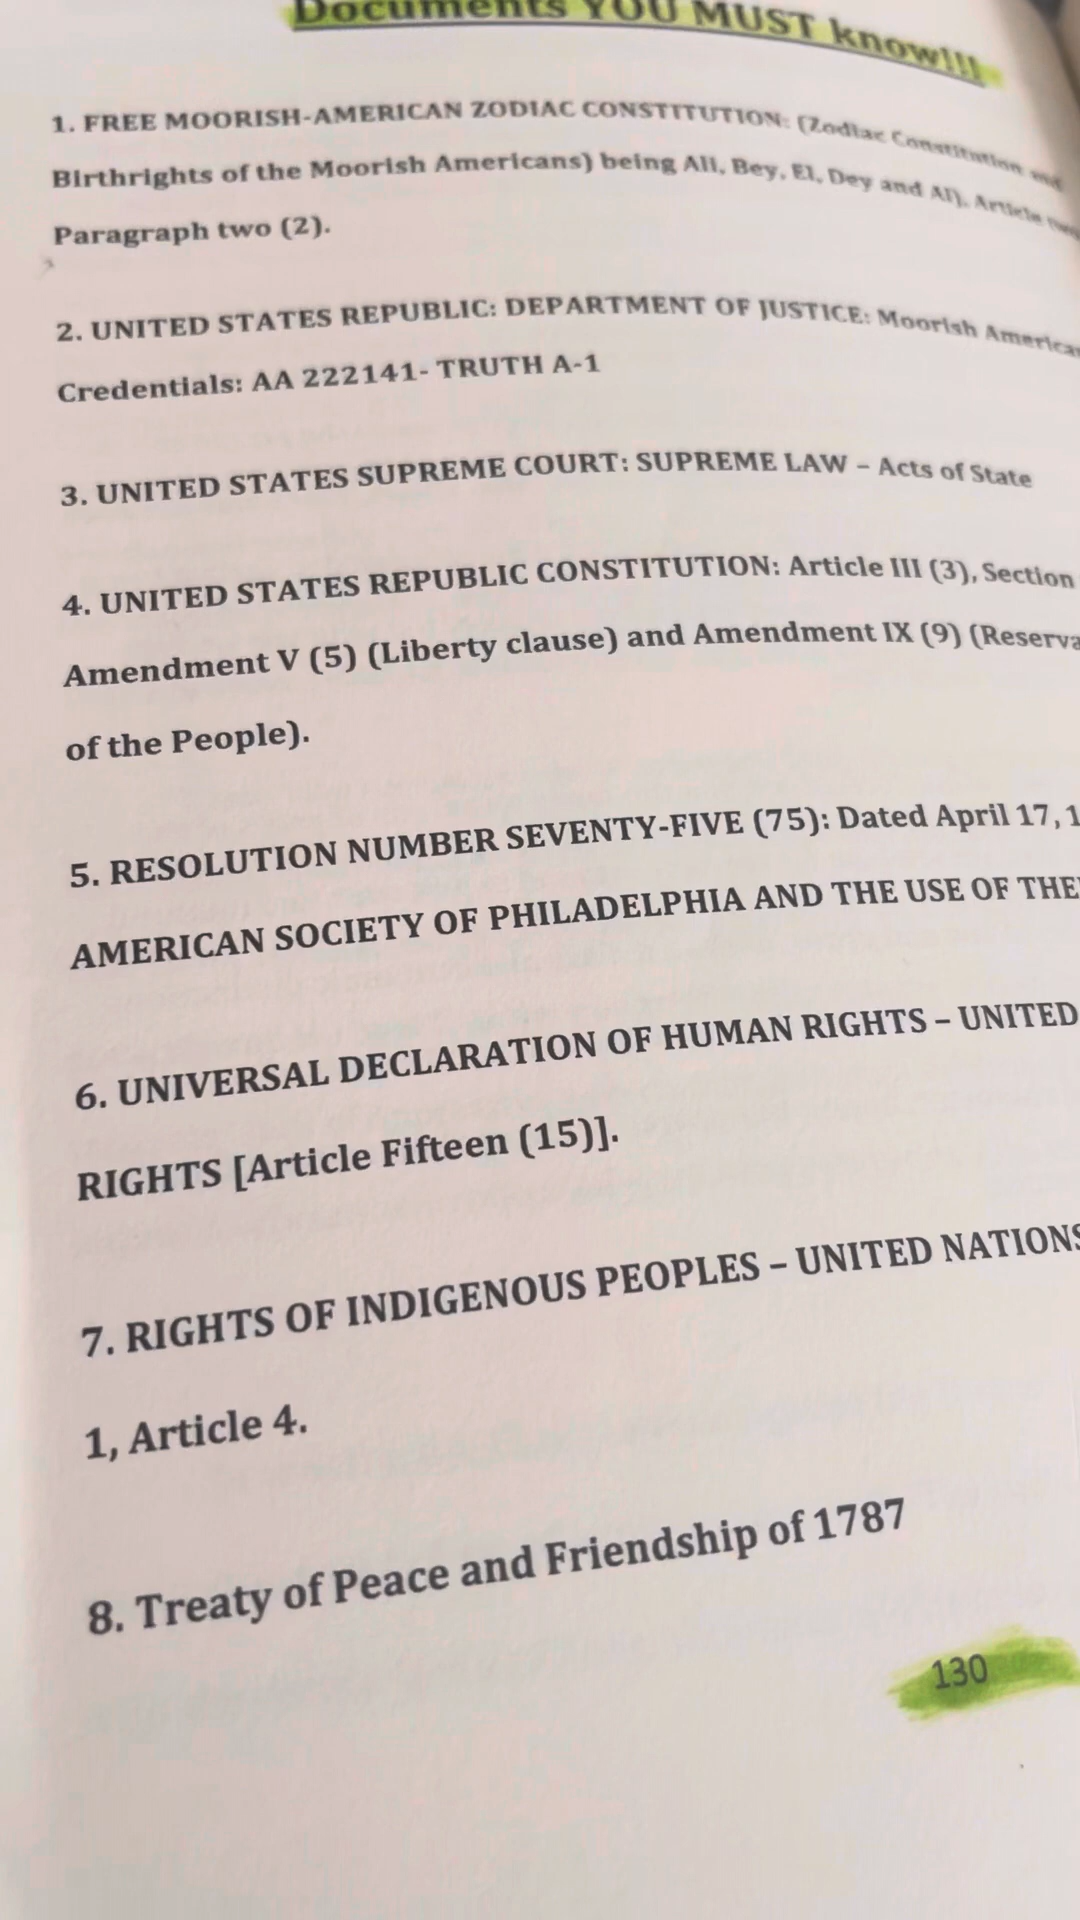 Documents YOU MUST know!!!
1. FREE MOORISH-AMERICAN ZODIAC CONSTITUTION: (Zodiac Constitution and
Birthrights of the Moorish Americans) being Ali, Bey, El, Dey and Al), Article two
Paragraph two (2).
2. UNITED STATES REPUBLIC: DEPARTMENT OF JUSTICE: Moorish American
Credentials: AA 222141- TRUTH A-1
3. UNITED STATES SUPREME COURT: SUPREME LAW – Acts of State
4. UNITED STATES REPUBLIC CONSTITUTION: Article III (3), Section
Amendment V (5) (Liberty clause) and Amendment IX (9) (Reserva
of the People).
5. RESOLUTION NUMBER SEVENTY-FIVE (75): Dated April 17, 1
AMERICAN SOCIETY OF PHILADELPHIA AND THE USE OF THE
6. UNIVERSAL DECLARATION OF HUMAN RIGHTS – UNITED
RIGHTS [Article Fifteen (15)].
7. RIGHTS OF INDIGENOUS PEOPLES – UNITED NATIONS
1, Article 4.
8. Treaty of Peace and Friendship of 1787
130